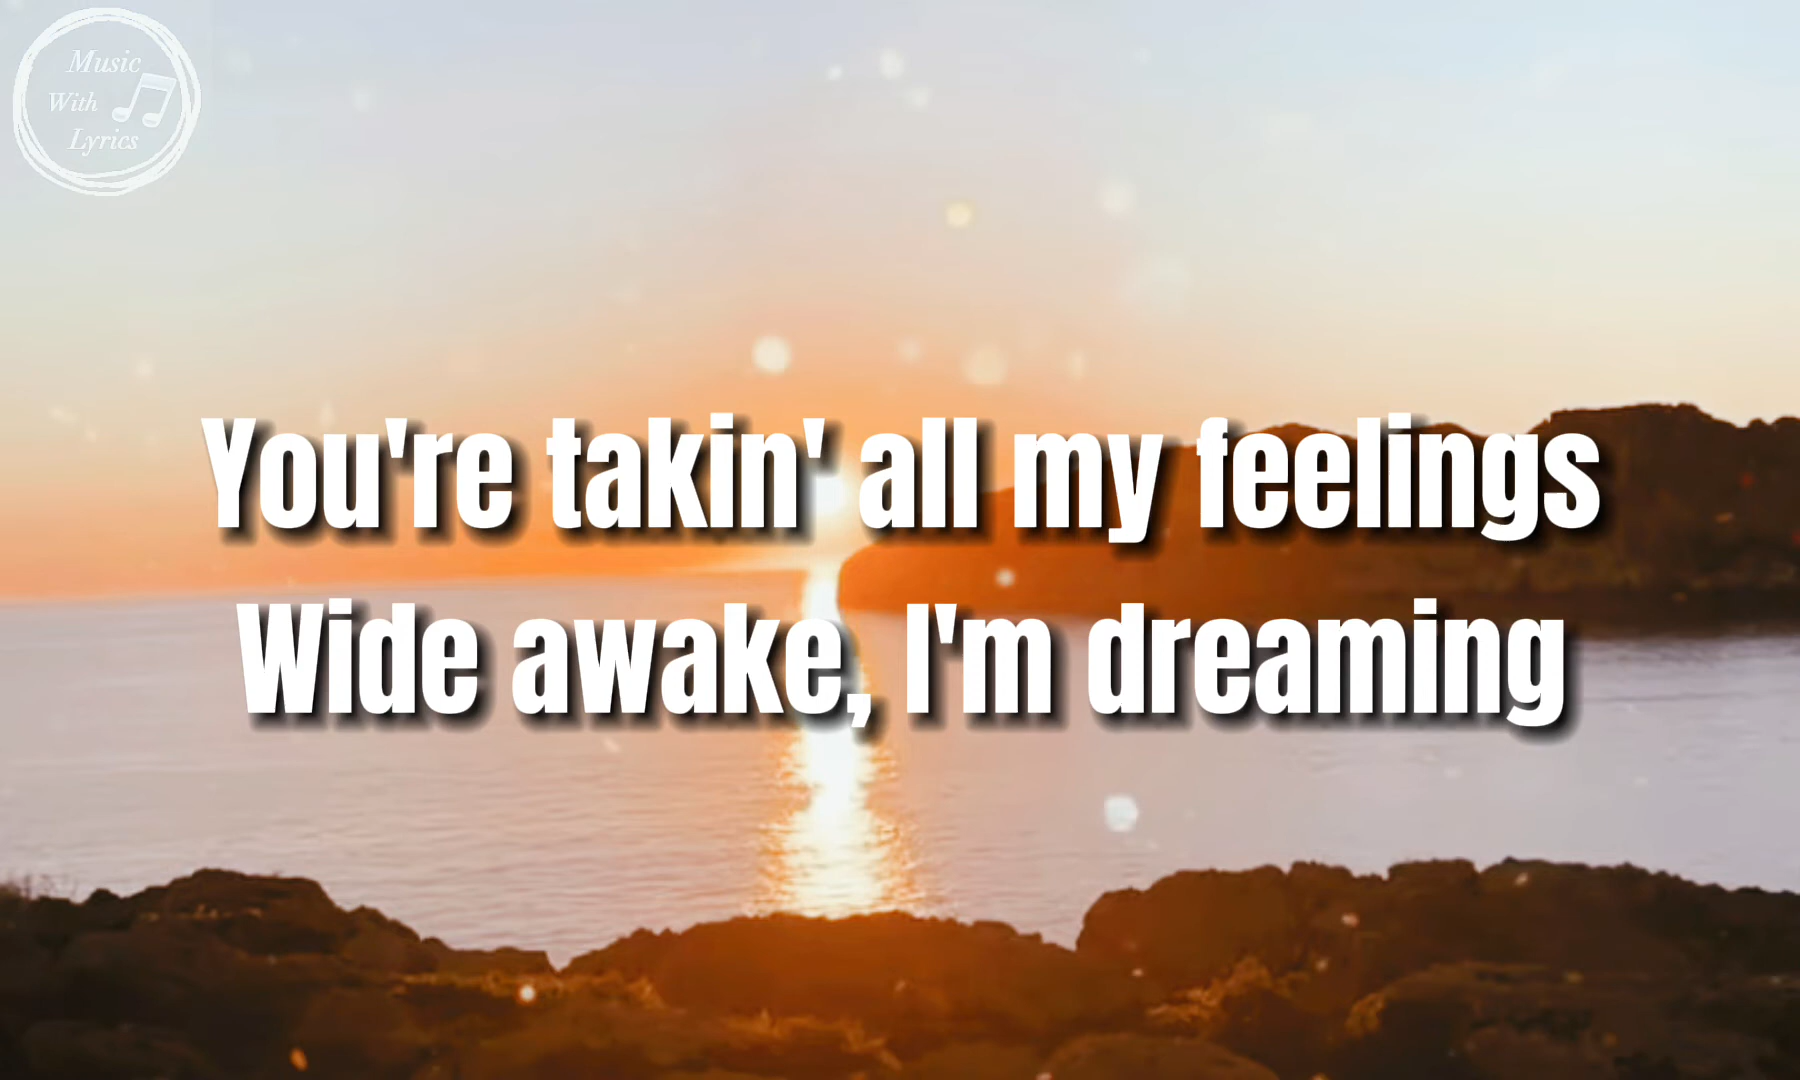 Music
With
Lyrics
You're takin' all my feelings
Wide awake, I'm dreaming